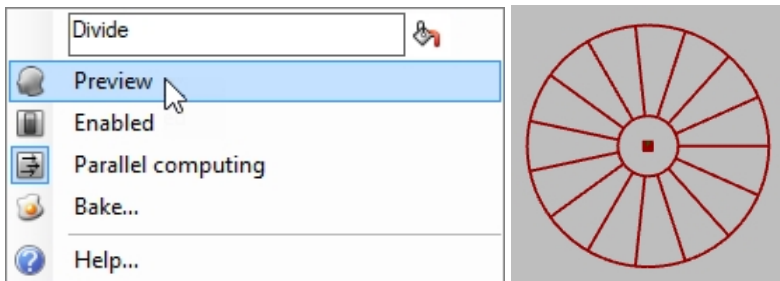 Divide
Preview
Enabled
Parallel computing
Bake...
Help...